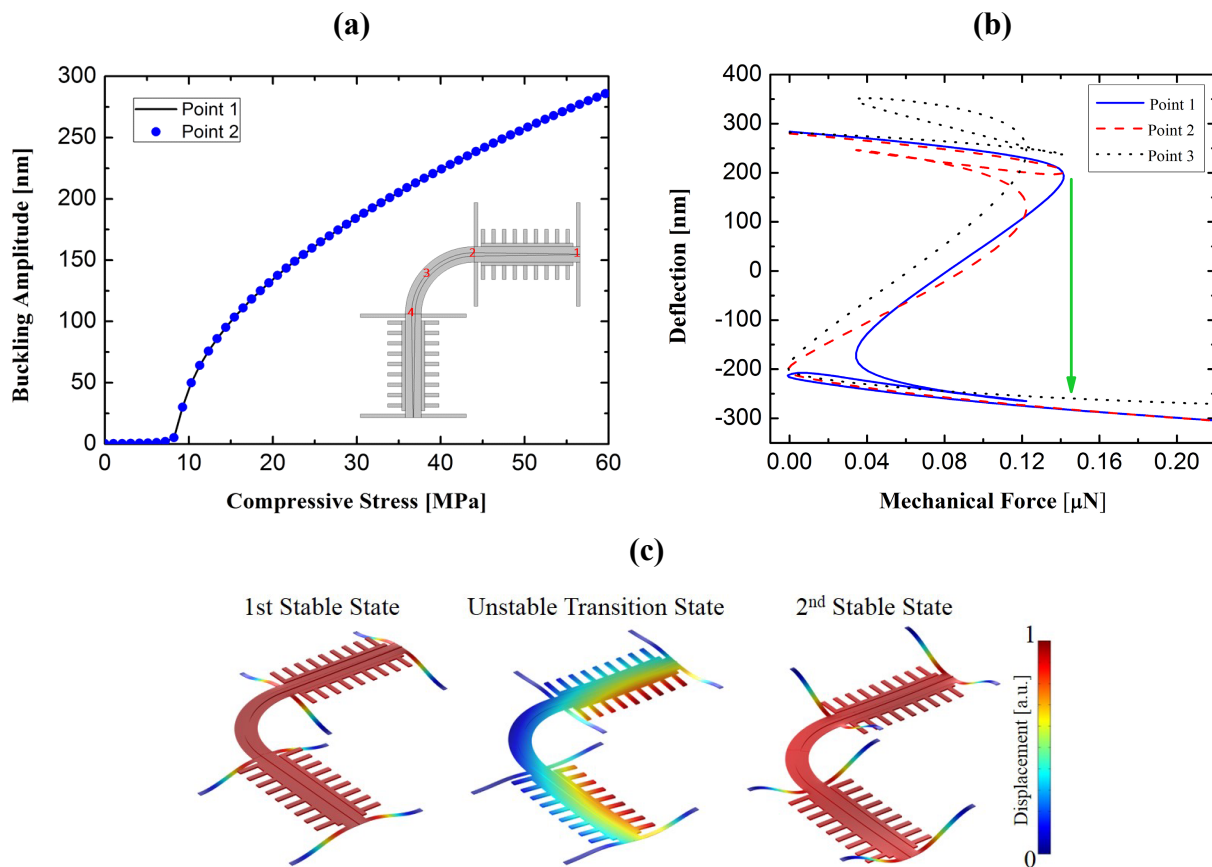 (a)
300
250
200
150
100
50
0
Buckling Amplitude [nm]
Point 1
Point 2
1
2
3
4
0 10 20 30 40 50 60
Compressive Stress [MPa]
(b)
400
300
200
100
0
-100
-200
-300
Deflection [nm]
Point 1
Point 2
Point 3
0.00 0.04 0.08 0.12 0.16 0.20
Mechanical Force [μN]
(c)
1st Stable State
Unstable Transition State
2nd Stable State
1
Displacement [a.u.]
0